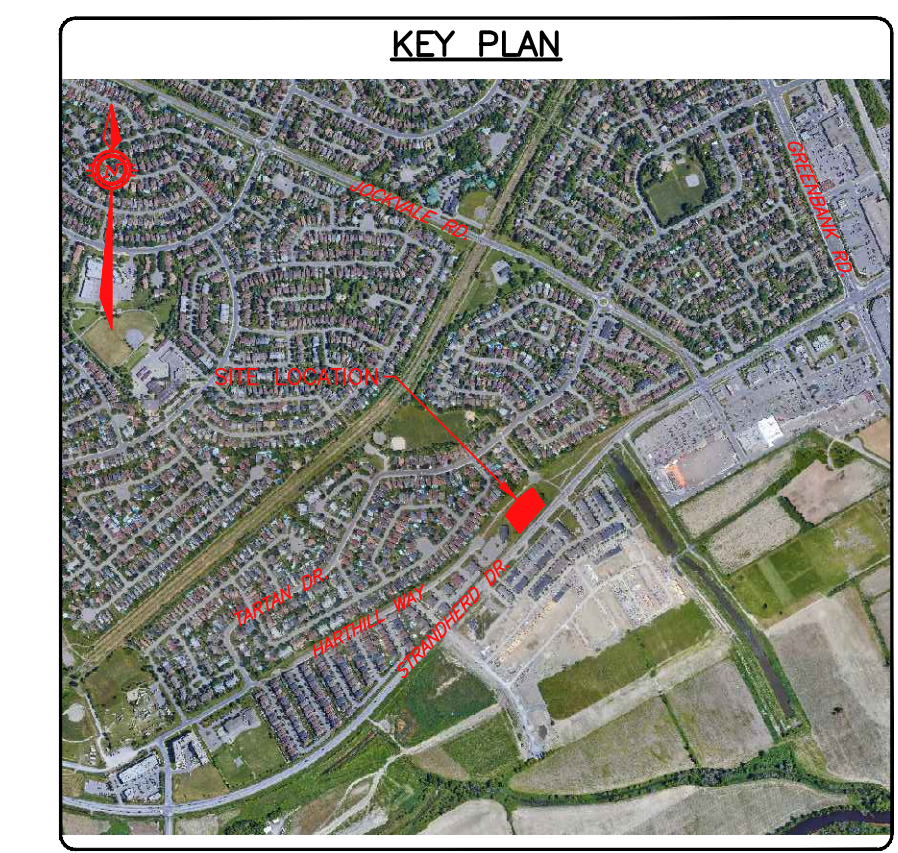 KEY PLAN
GREENBANK RD.
JOCKVALE RD.
N
SITE LOCATION
TARTAN DR.
HARTHILL WAY
STRANDHERD DR.